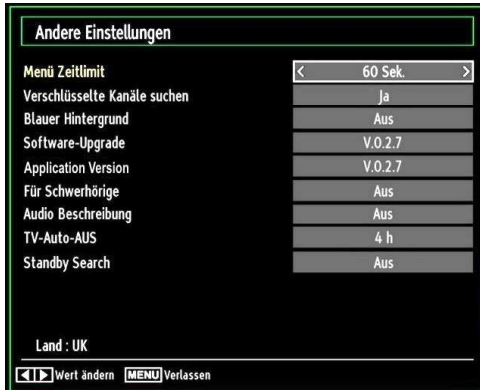 Andere Einstellungen
Menü Zeitlimit < 60 Sek. >
Verschlüsselte Kanäle suchen Ja
Blauer Hintergrund Aus
Software-Upgrade V.0.2.7
Application Version V.0.2.7
Für Schwerhörige Aus
Audio Beschreibung Aus
TV-Auto-AUS 4 h
Standby Search Aus
Land : UK
Wert ändern MENU Verlassen